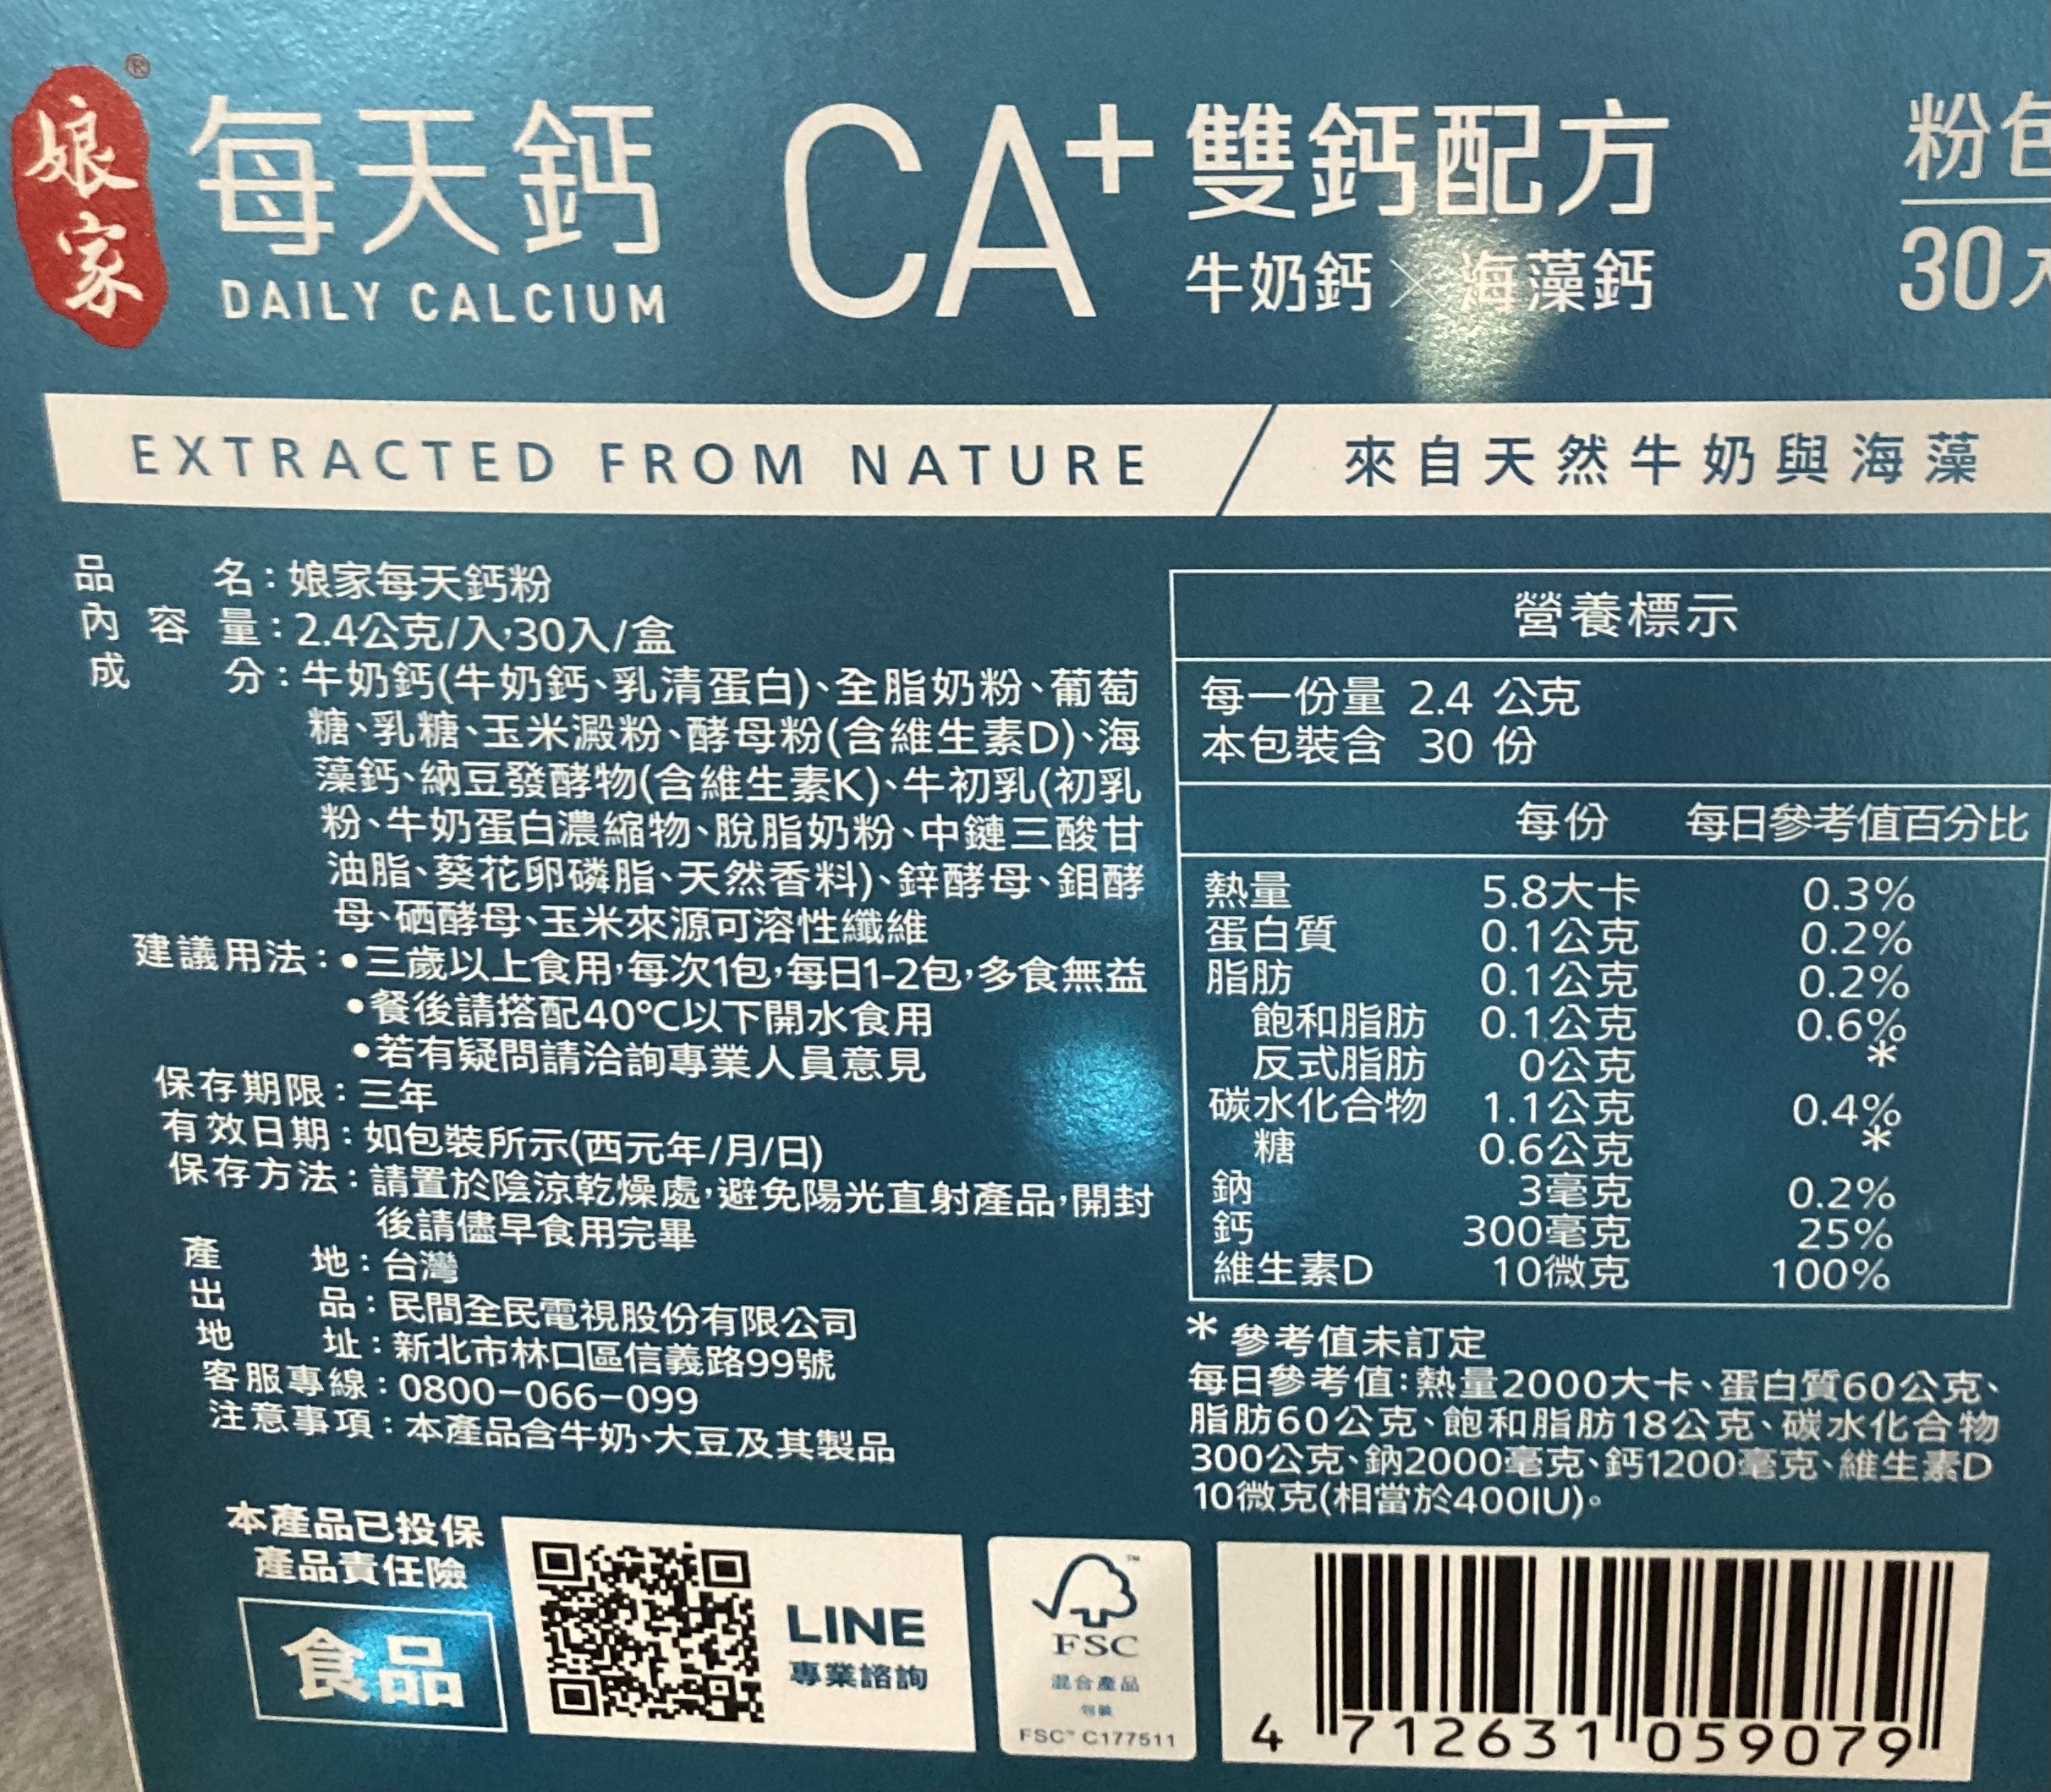 娘家®
每天鈣
DAILY CALCIUM
CA⁺
雙鈣配方
牛奶鈣×海藻鈣
粉包
30入
EXTRACTED FROM NATURE / 來自天然牛奶與海藻
品名：娘家每天鈣粉
內容量：2.4公克/入，30入/盒
成分：牛奶鈣(牛奶鈣、乳清蛋白)、全脂奶粉、葡萄
糖、乳糖、玉米澱粉、酵母粉(含維生素D)、海
藻鈣、納豆發酵物(含維生素K)、牛初乳(初乳
粉、牛奶蛋白濃縮物、脫脂奶粉、中鏈三酸甘
油脂、葵花卵磷脂、天然香料)、鋅酵母、鉬酵
母、硒酵母、玉米來源可溶性纖維
建議用法：•三歲以上食用，每次1包，每日1-2包，多食無益
•餐後請搭配40℃以下開水食用
•若有疑問請洽詢專業人員意見
保存期限：三年
有效日期：如包裝所示(西元年/月/日)
保存方法：請置於陰涼乾燥處，避免陽光直射產品，開封
後請儘早食用完畢
產地：台灣
出品：民間全民電視股份有限公司
地址：新北市林口區信義路99號
客服專線：0800-066-099
注意事項：本產品含牛奶、大豆及其製品
本產品已投保
產品責任險
食品
LINE
專業諮詢
營養標示
每一份量 2.4 公克
本包裝含 30 份
每份 每日參考值百分比
熱量 5.8大卡 0.3%
蛋白質 0.1公克 0.2%
脂肪 0.1公克 0.2%
飽和脂肪 0.1公克 0.6%
反式脂肪 0公克 *
碳水化合物 1.1公克 0.4%
糖 0.6公克 *
鈉 3毫克 0.2%
鈣 300毫克 25%
維生素D 10微克 100%
* 參考值未訂定
每日參考值：熱量2000大卡、蛋白質60公克、
脂肪60公克、飽和脂肪18公克、碳水化合物
300公克、鈉2000毫克、鈣1200毫克、維生素D
10微克(相當於400IU)。
FSC
混合產品
包裝
FSC™ C177511
4 712631 059079